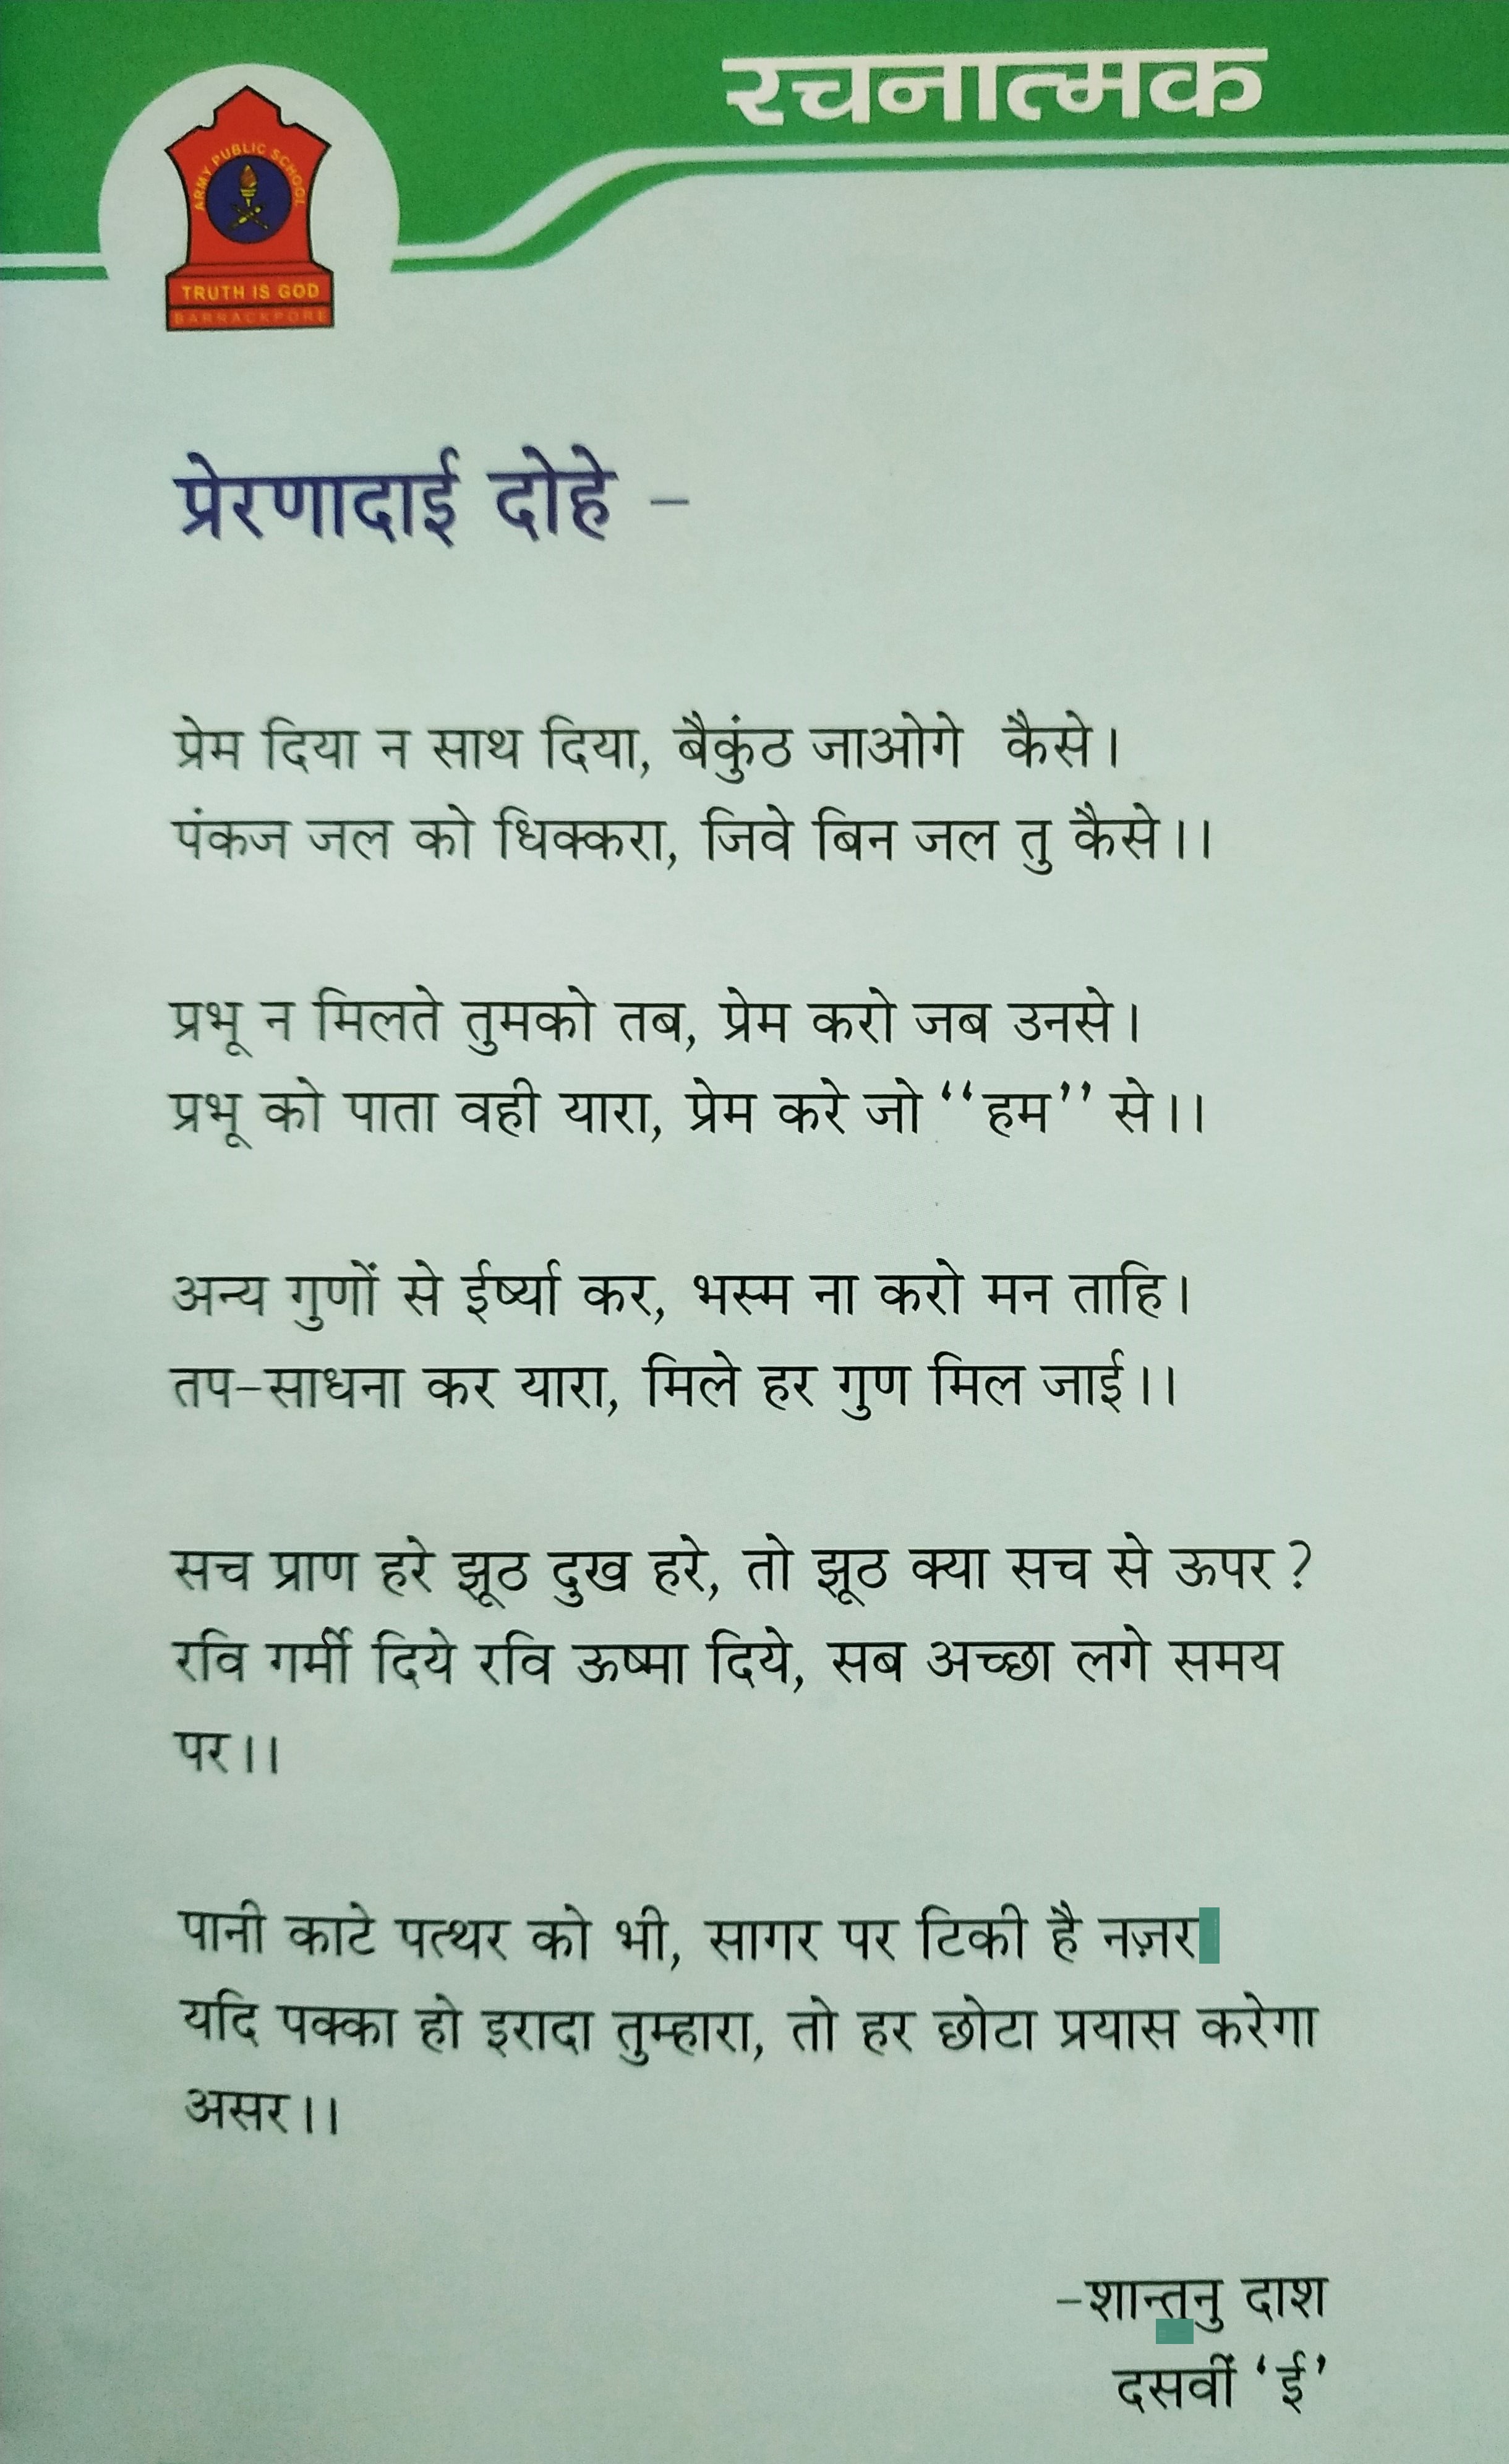 रचनात्मक
ARMY PUBLIC SCHOOL
TRUTH IS GOD
BARRACKPORE
प्रेरणादाई दोहे –
प्रेम दिया न साथ दिया, बैकुंठ जाओगे कैसे।
पंकज जल को धिक्करा, जिवे बिन जल तु कैसे।।
प्रभू न मिलते तुमको तब, प्रेम करो जब उनसे।
प्रभू को पाता वही यारा, प्रेम करे जो ‘‘हम’’ से।।
अन्य गुणों से ईर्ष्या कर, भस्म ना करो मन ताहि।
तप-साधना कर यारा, मिले हर गुण मिल जाई।।
सच प्राण हरे झूठ दुख हरे, तो झूठ क्या सच से ऊपर?
रवि गर्मी दिये रवि ऊष्मा दिये, सब अच्छा लगे समय
पर।।
पानी काटे पत्थर को भी, सागर पर टिकी है नज़र
यदि पक्का हो इरादा तुम्हारा, तो हर छोटा प्रयास करेगा
असर।।
-शान्तनु दाश
दसवीं ‘ई’